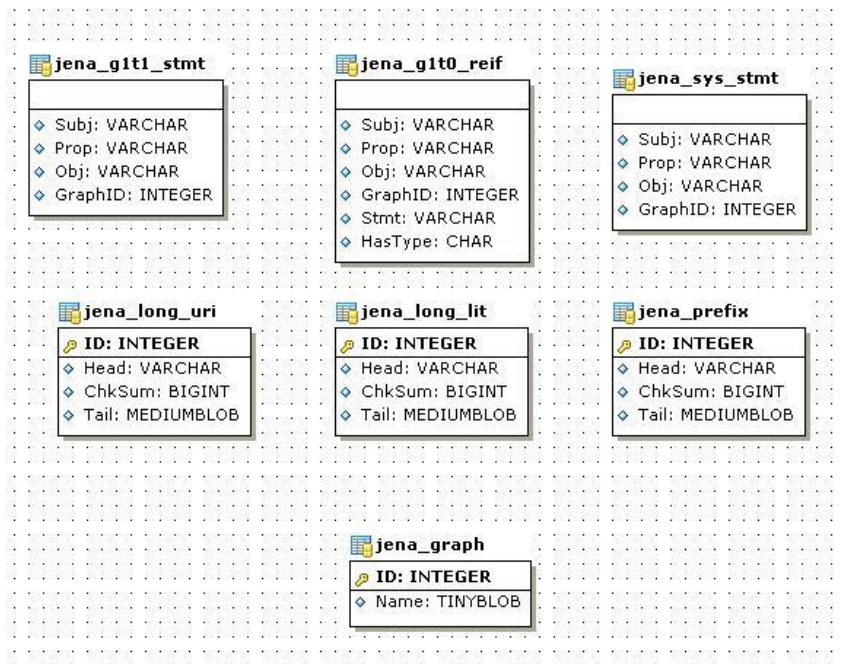 jena_g1t1_stmt
Subj: VARCHAR
Prop: VARCHAR
Obj: VARCHAR
GraphID: INTEGER
jena_g1t0_reif
Subj: VARCHAR
Prop: VARCHAR
Obj: VARCHAR
GraphID: INTEGER
Stmt: VARCHAR
HasType: CHAR
jena_sys_stmt
Subj: VARCHAR
Prop: VARCHAR
Obj: VARCHAR
GraphID: INTEGER
jena_long_uri
ID: INTEGER
Head: VARCHAR
ChkSum: BIGINT
Tail: MEDIUMBLOB
jena_long_lit
ID: INTEGER
Head: VARCHAR
ChkSum: BIGINT
Tail: MEDIUMBLOB
jena_prefix
ID: INTEGER
Head: VARCHAR
ChkSum: BIGINT
Tail: MEDIUMBLOB
jena_graph
ID: INTEGER
Name: TINYBLOB